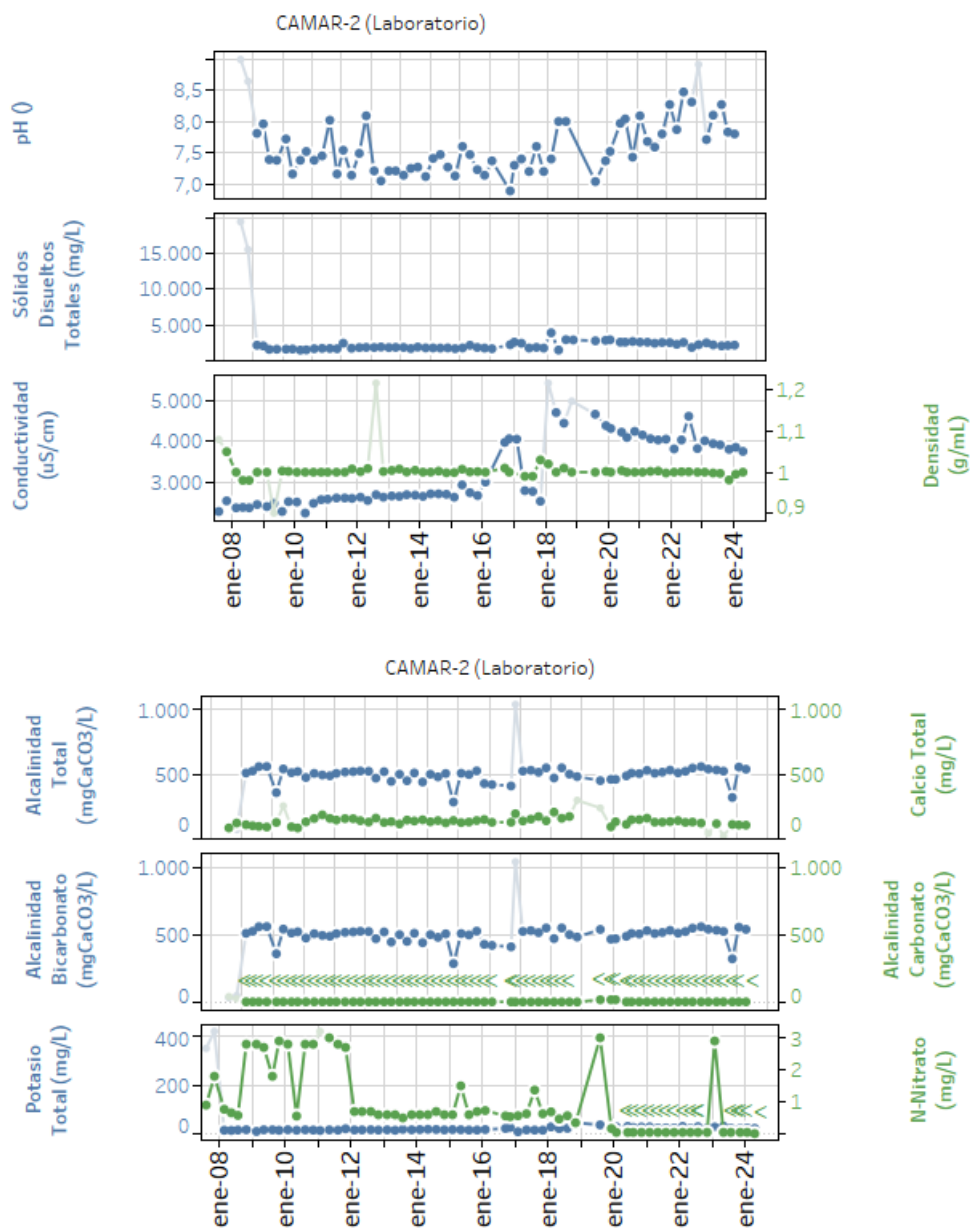 CAMAR-2 (Laboratorio)
pH ()
8,5
8,0
7,5
7,0
Sólidos
Disueltos
Totales (mg/L)
15.000
10.000
5.000
Conductividad
(uS/cm)
5.000
4.000
3.000
1,2
1,1
1
0,9
Densidad
(g/mL)
ene-08
ene-10
ene-12
ene-14
ene-16
ene-18
ene-20
ene-22
ene-24
CAMAR-2 (Laboratorio)
Alcalinidad
Total
(mgCaCO3/L)
1.000
500
0
1.000
500
0
Calcio Total
(mg/L)
Alcalinidad
Bicarbonato
(mgCaCO3/L)
1.000
500
0
1.000
500
0
Alcalinidad
Carbonato
(mgCaCO3/L)
Potasio
Total (mg/L)
400
200
0
3
2
1
N-Nitrato
(mg/L)
ene-08
ene-10
ene-12
ene-14
ene-16
ene-18
ene-20
ene-22
ene-24